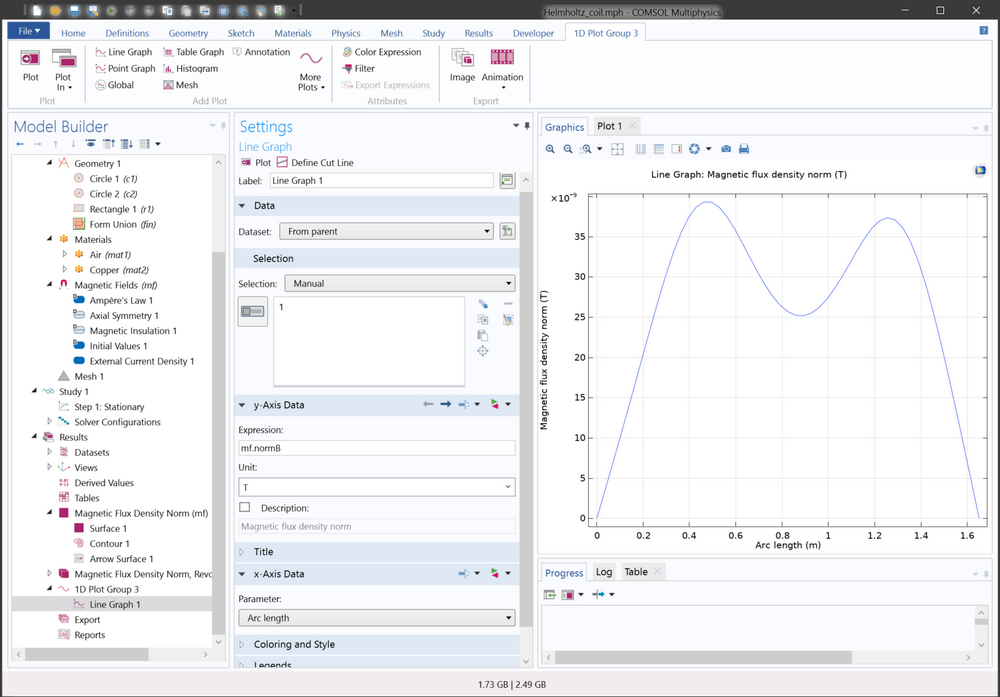 Helmholtz_coil.mph - COMSOL Multiphysics
File Home Definitions Geometry Sketch Materials Physics Mesh Study Results Developer 1D Plot Group 3
Plot
Plot In
Plot
Line Graph Table Graph Annotation
Point Graph Histogram
Global Mesh
More Plots
Add Plot
Color Expression
Filter
Export Expressions
Attributes
Image Animation
Export
Model Builder
Geometry 1
Circle 1 (c1)
Circle 2 (c2)
Rectangle 1 (r1)
Form Union (fin)
Materials
Air (mat1)
Copper (mat2)
Magnetic Fields (mf)
Ampère's Law 1
Axial Symmetry 1
Magnetic Insulation 1
Initial Values 1
External Current Density 1
Mesh 1
Study 1
Step 1: Stationary
Solver Configurations
Results
Datasets
Views
Derived Values
Tables
Magnetic Flux Density Norm (mf)
Surface 1
Contour 1
Arrow Surface 1
Magnetic Flux Density Norm, Revo
1D Plot Group 3
Line Graph 1
Export
Reports
Settings
Line Graph
Plot Define Cut Line
Label: Line Graph 1
Data
Dataset: From parent
Selection
Selection: Manual
1
y-Axis Data
Expression:
mf.normB
Unit:
T
Description:
Magnetic flux density norm
Title
x-Axis Data
Parameter:
Arc length
Coloring and Style
Legends
Graphics Plot 1
Line Graph: Magnetic flux density norm (T)
×10⁻⁹
35
30
25
20
15
10
5
0
Magnetic flux density norm (T)
0 0.2 0.4 0.6 0.8 1 1.2 1.4 1.6
Arc length (m)
Progress Log Table
1.73 GB | 2.49 GB